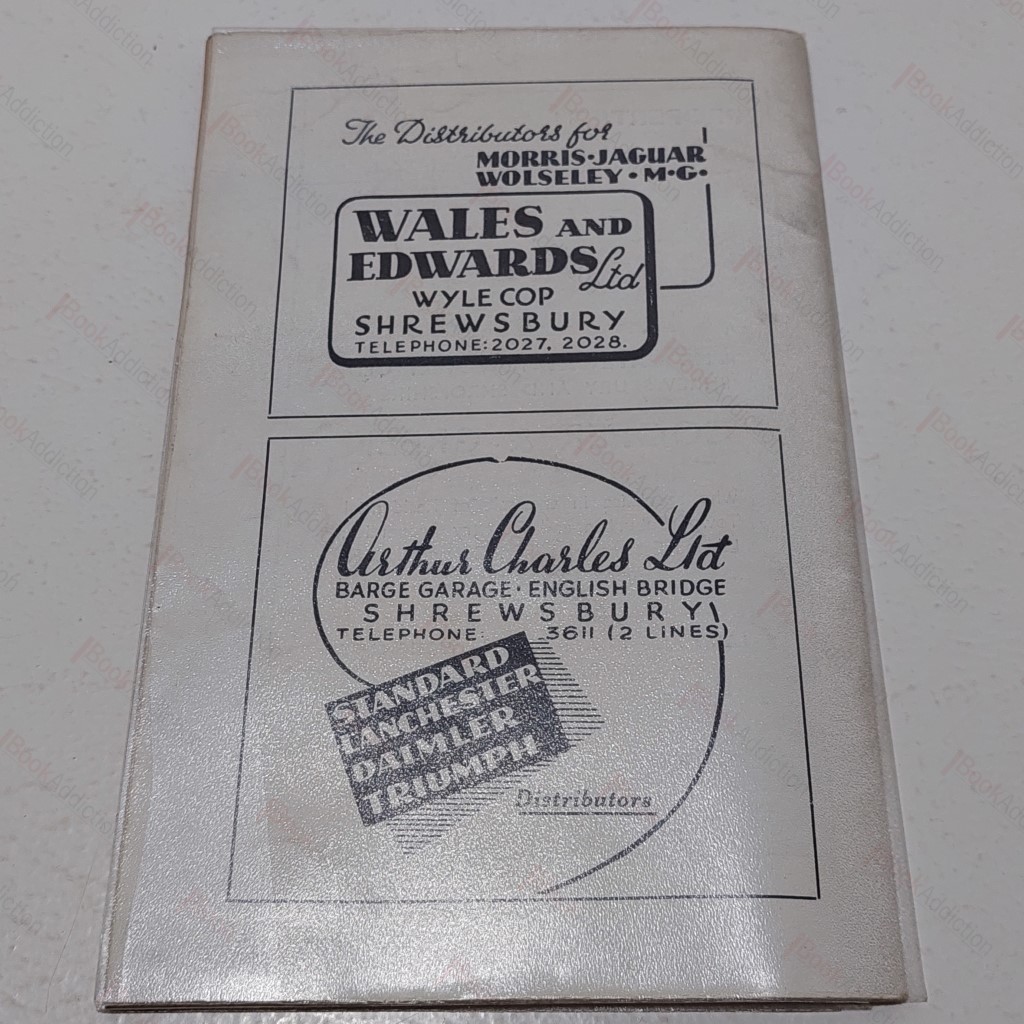 The Distributors for
MORRIS·JAGUAR
WOLSELEY·M·G·
WALES AND
EDWARDS Ltd
WYLE COP
SHREWSBURY
TELEPHONE:2027, 2028.
Arthur Charles Ltd
BARGE GARAGE· ENGLISH BRIDGE
SHREWSBURY
TELEPHONE: 3611 (2 LINES)
STANDARD
LANCHESTER
DAIMLER
TRIUMPH
Distributors
iBookAddiction